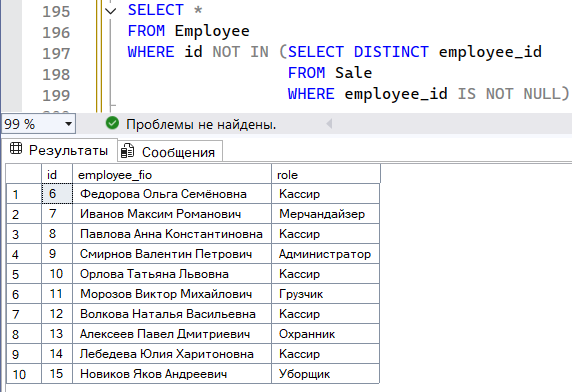 195 SELECT *
196 FROM Employee
197 WHERE id NOT IN (SELECT DISTINCT employee_id
198 FROM Sale
199 WHERE employee_id IS NOT NULL)
99 % Проблемы не найдены.
Результаты Сообщения
id employee_fio role
1 6 Федорова Ольга Семёновна Кассир
2 7 Иванов Максим Романович Мерчандайзер
3 8 Павлова Анна Константиновна Кассир
4 9 Смирнов Валентин Петрович Администратор
5 10 Орлова Татьяна Львовна Кассир
6 11 Морозов Виктор Михайлович Грузчик
7 12 Волкова Наталья Васильевна Кассир
8 13 Алексеев Павел Дмитриевич Охранник
9 14 Лебедева Юлия Харитоновна Кассир
10 15 Новиков Яков Андреевич Уборщик